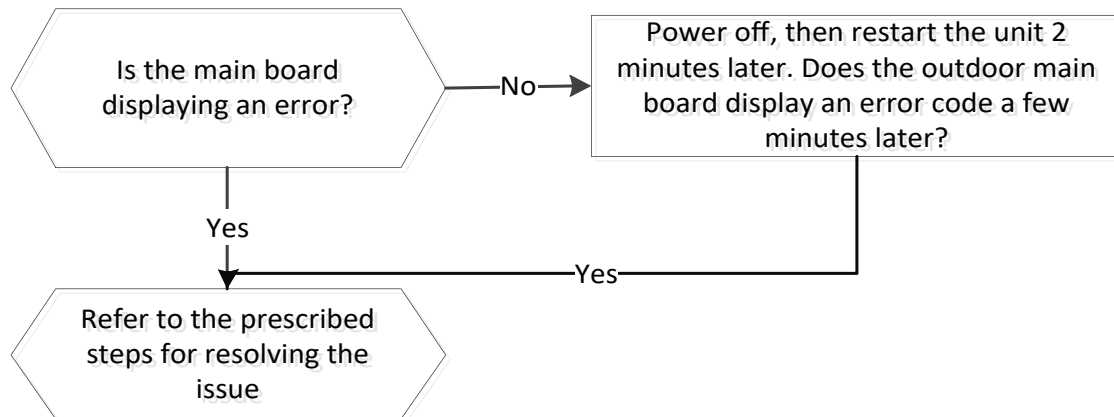 Is the main board
displaying an error?
No
Power off, then restart the unit 2
minutes later. Does the outdoor main
board display an error code a few
minutes later?
Yes
Yes
Refer to the prescribed
steps for resolving the
issue